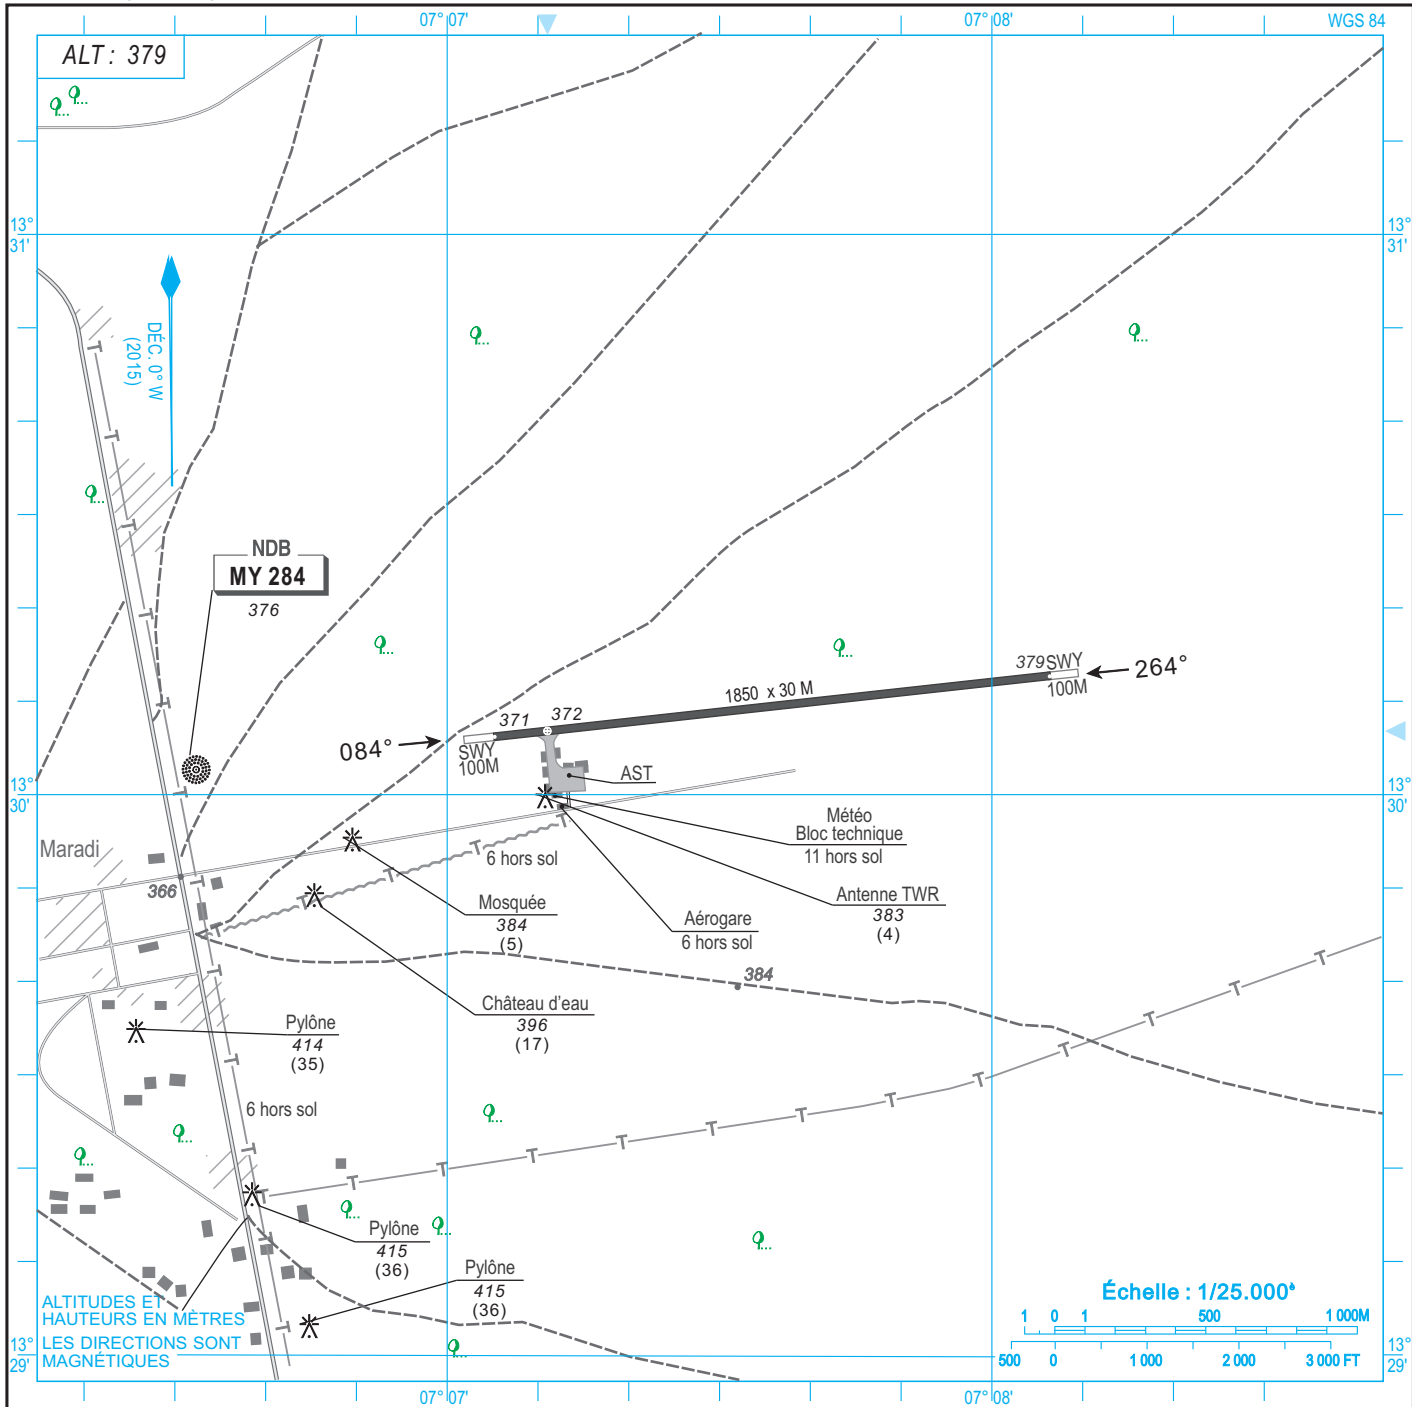 07°07'
07°08'
WGS 84
ALT : 379
13°
31'
13°
31'
DÉC. 0° W
(2015)
NDB
MY 284
376
379 SWY
100M
264°
1850 x 30 M
371
372
084°
SWY
100M
AST
13°
30'
13°
30'
Météo
Bloc technique
11 hors sol
Maradi
6 hors sol
366
Antenne TWR
383
(4)
Mosquée
384
(5)
Aérogare
6 hors sol
384
Château d'eau
396
(17)
Pylône
414
(35)
6 hors sol
Pylône
415
(36)
Pylône
415
(36)
ALTITUDES ET
HAUTEURS EN MÈTRES
LES DIRECTIONS SONT
MAGNÉTIQUES
Échelle : 1/25.000è
1 0 1 500 1 000M
500 0 1 000 2 000 3 000 FT
13°
29'
13°
29'
07°07'
07°08'